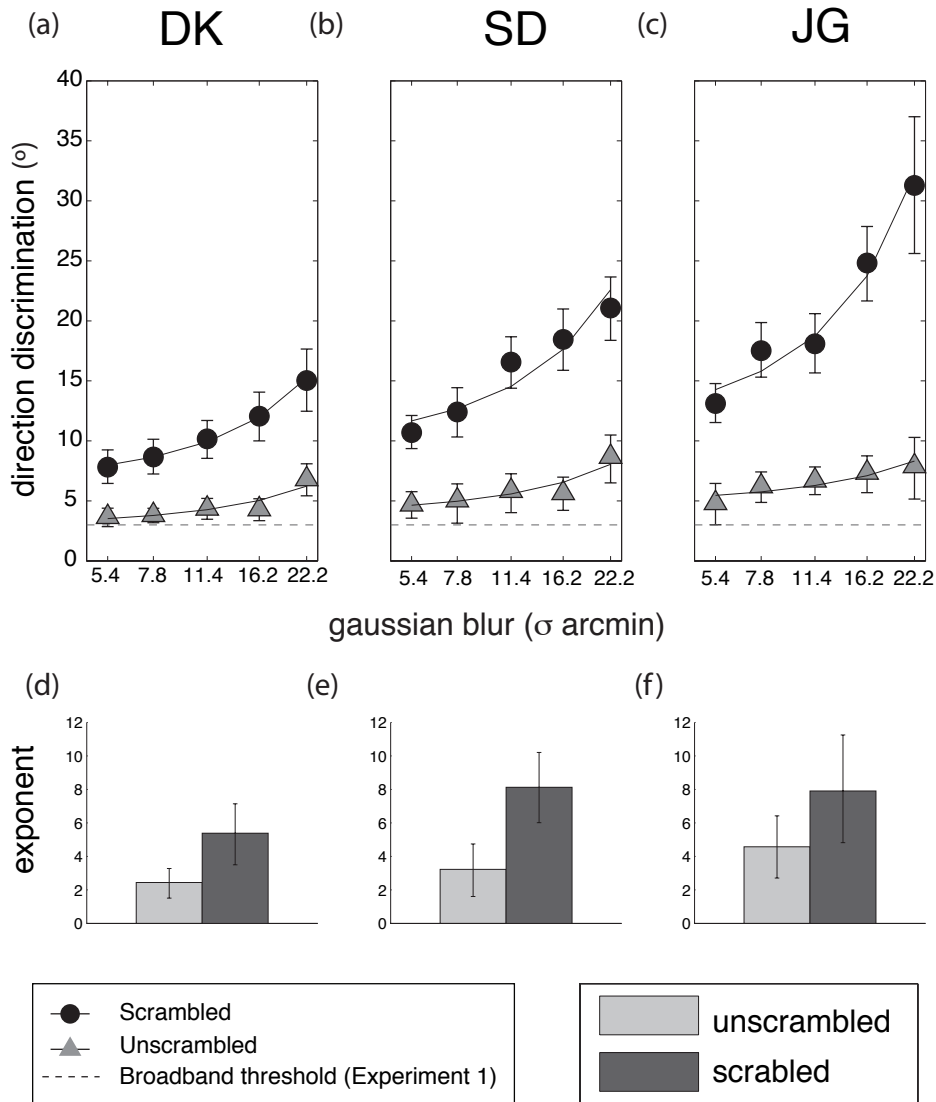 (a) DK (b) SD (c) JG
direction discrimination (º)
40
35
30
25
20
15
10
5
0
5.4 7.8 11.4 16.2 22.2 5.4 7.8 11.4 16.2 22.2 5.4 7.8 11.4 16.2 22.2
gaussian blur (σ arcmin)
(d) (e) (f)
exponent
12 12 12
10 10 10
8 8 8
6 6 6
4 4 4
2 2 2
0 0 0
Scrambled
Unscrambled
Broadband threshold (Experiment 1)
unscrambled
scrabled